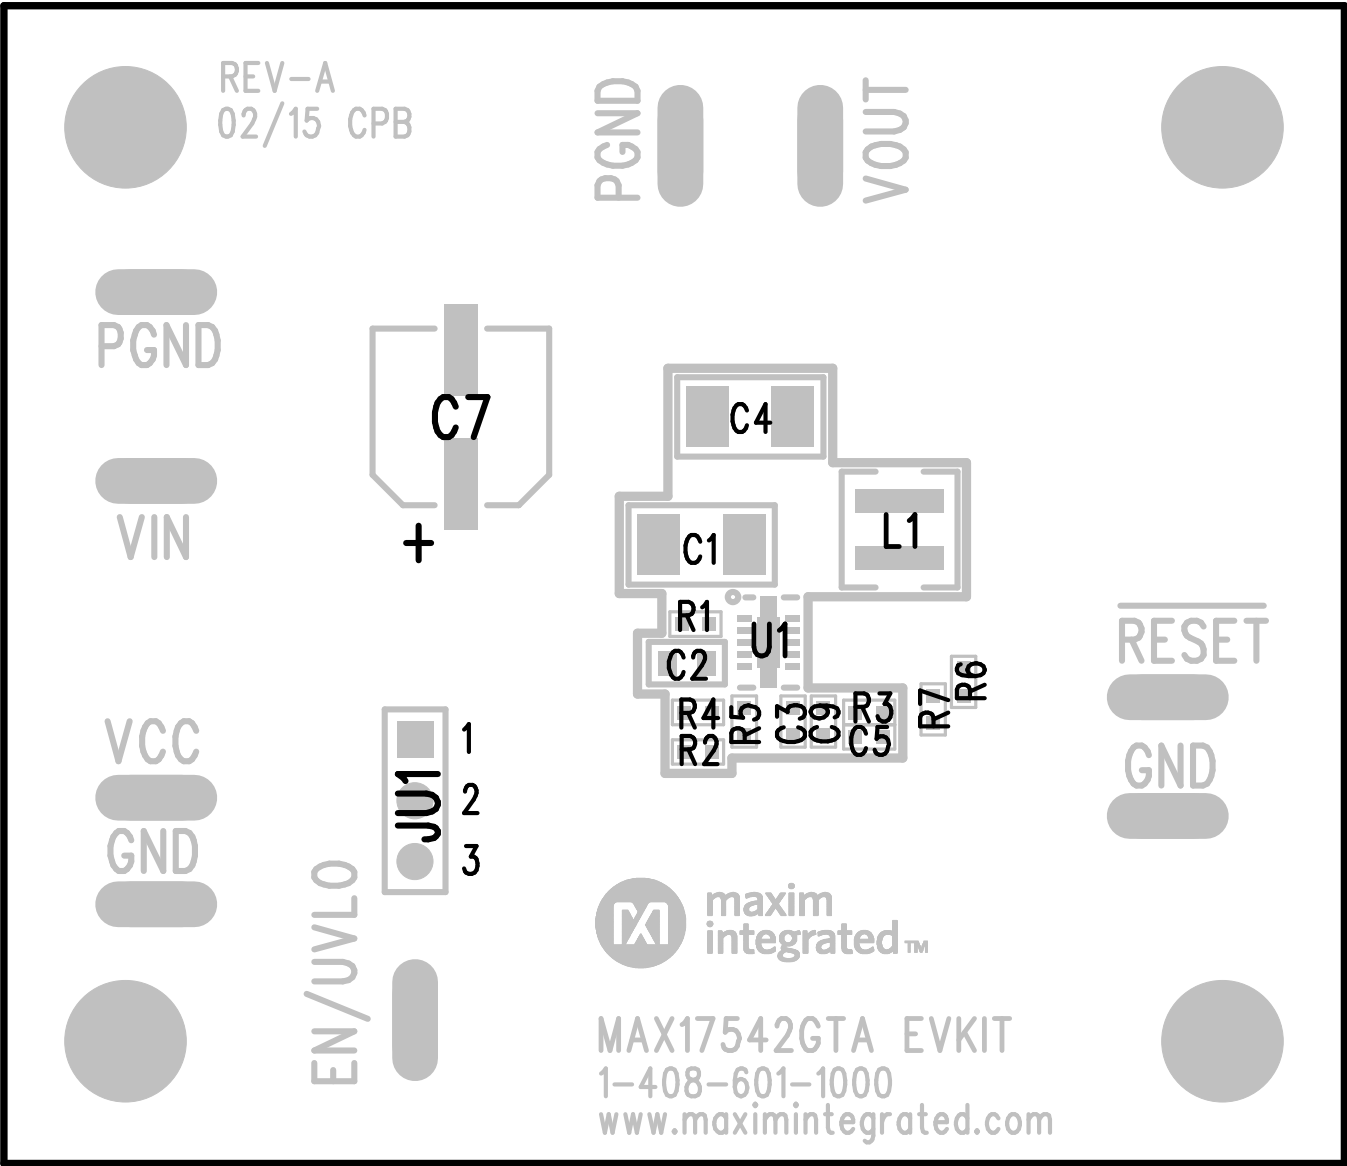 REV-A
02/15 CPB
PGND
VOUT
PGND
C7
C4
VIN
+
C1
L1
R1
U1
C2
RESET
R6
R7
R4
R5
C3
C9
R3
C5
R2
VCC
GND
GND
JU1
1
2
3
EN/UVLO
maxim
integrated™
MAX17542GTA EVKIT
1-408-601-1000
www.maximintegrated.com